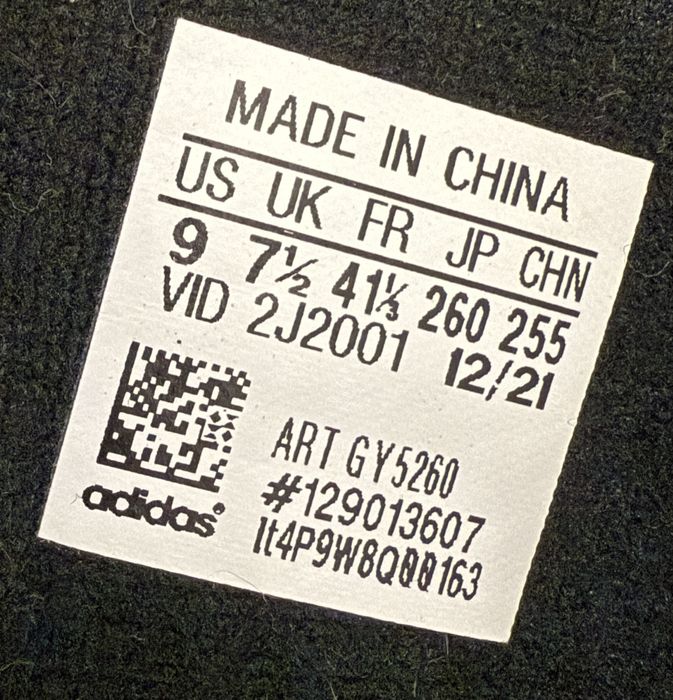 MADE IN CHINA
US UK FR JP CHN
9 7½ 41⅓ 260 255
VID 2J2001 12/21
ART GY5260
#129013607
lt4P9W8Q000163
adidas®